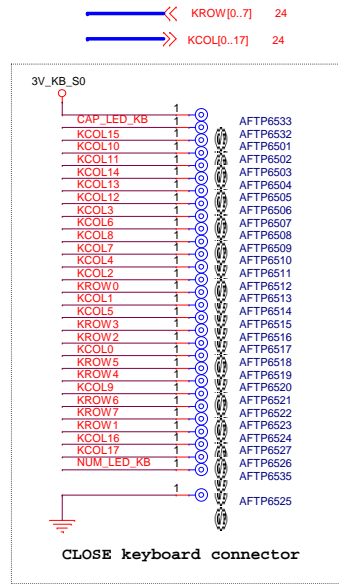 KROW[0..7] 24
KCOL[0..17] 24
3V_KB_S0
1 AFTP6533
CAP_LED_KB 1 AFTP6532
KCOL15 1 AFTP6501
KCOL10 1 AFTP6502
KCOL11 1 AFTP6503
KCOL14 1 AFTP6504
KCOL13 1 AFTP6505
KCOL12 1 AFTP6506
KCOL3 1 AFTP6507
KCOL6 1 AFTP6508
KCOL8 1 AFTP6509
KCOL7 1 AFTP6510
KCOL4 1 AFTP6511
KCOL2 1 AFTP6512
KROW0 1 AFTP6513
KCOL1 1 AFTP6514
KCOL5 1 AFTP6515
KROW3 1 AFTP6516
KROW2 1 AFTP6517
KCOL0 1 AFTP6518
KROW5 1 AFTP6519
KROW4 1 AFTP6520
KCOL9 1 AFTP6521
KROW6 1 AFTP6522
KROW7 1 AFTP6523
KROW1 1 AFTP6524
KCOL16 1 AFTP6527
KCOL17 1 AFTP6526
NUM_LED_KB 1 AFTP6535
1 AFTP6525
CLOSE keyboard connector